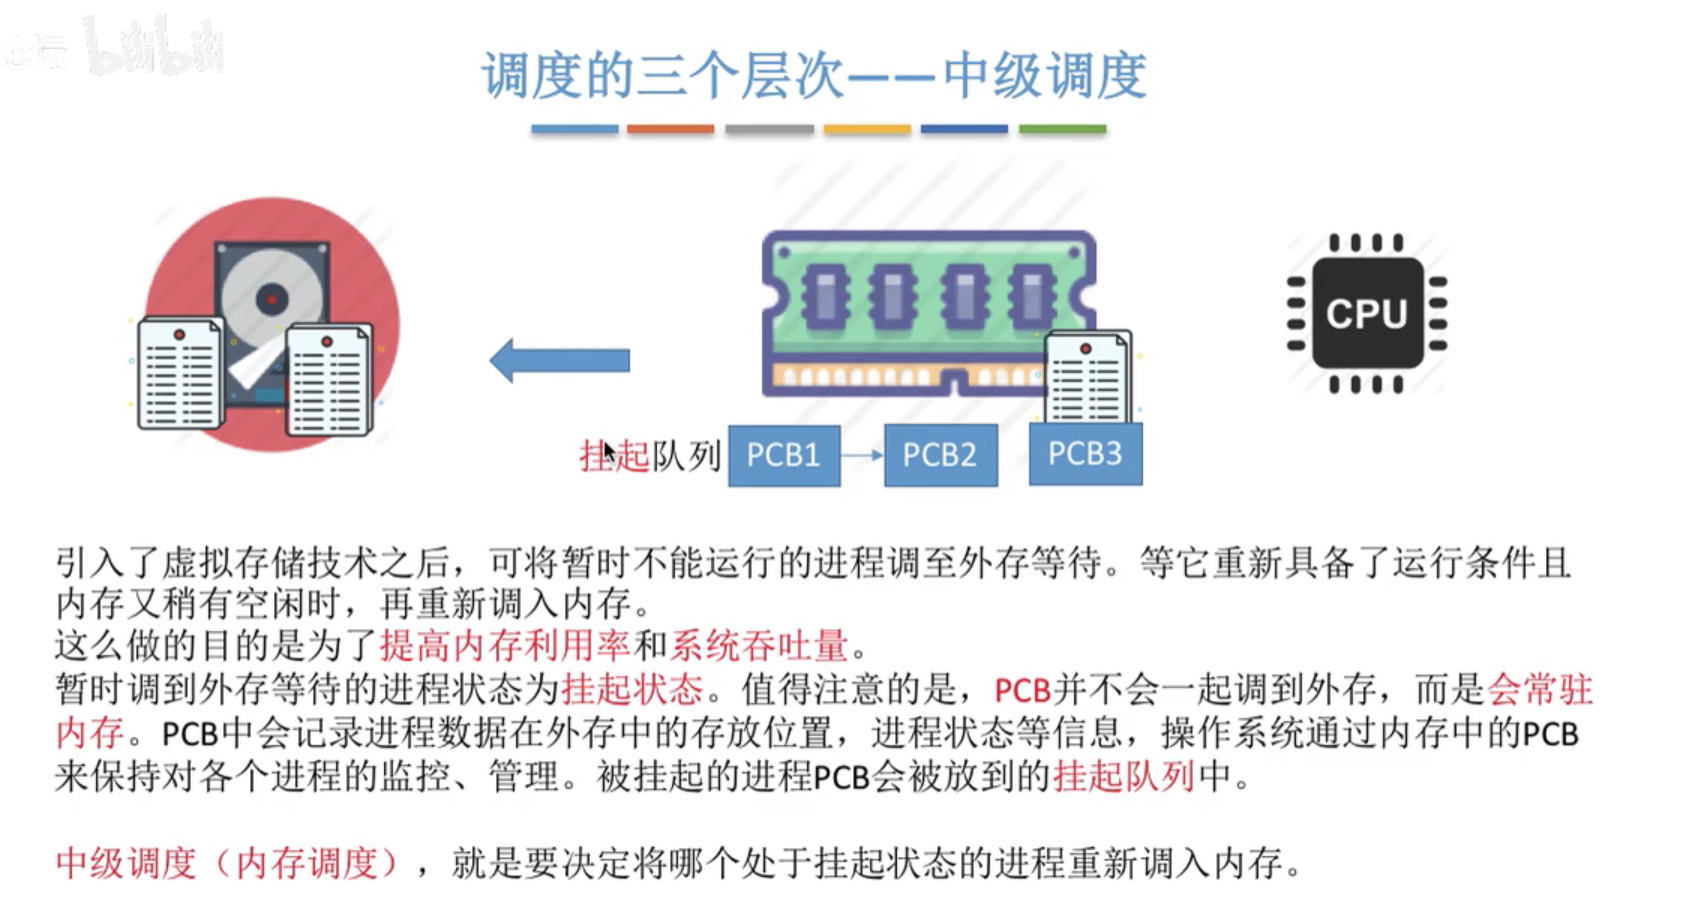 bilibili
调度的三个层次——中级调度
CPU
挂起队列 PCB1 PCB2 PCB3
引入了虚拟存储技术之后，可将暂时不能运行的进程调至外存等待。等它重新具备了运行条件且
内存又稍有空闲时，再重新调入内存。
这么做的目的是为了提高内存利用率和系统吞吐量。
暂时调到外存等待的进程状态为挂起状态。值得注意的是，PCB并不会一起调到外存，而是会常驻
内存。PCB中会记录进程数据在外存中的存放位置，进程状态等信息，操作系统通过内存中的PCB
来保持对各个进程的监控、管理。被挂起的进程PCB会被放到的挂起队列中。
中级调度（内存调度），就是要决定将哪个处于挂起状态的进程重新调入内存。